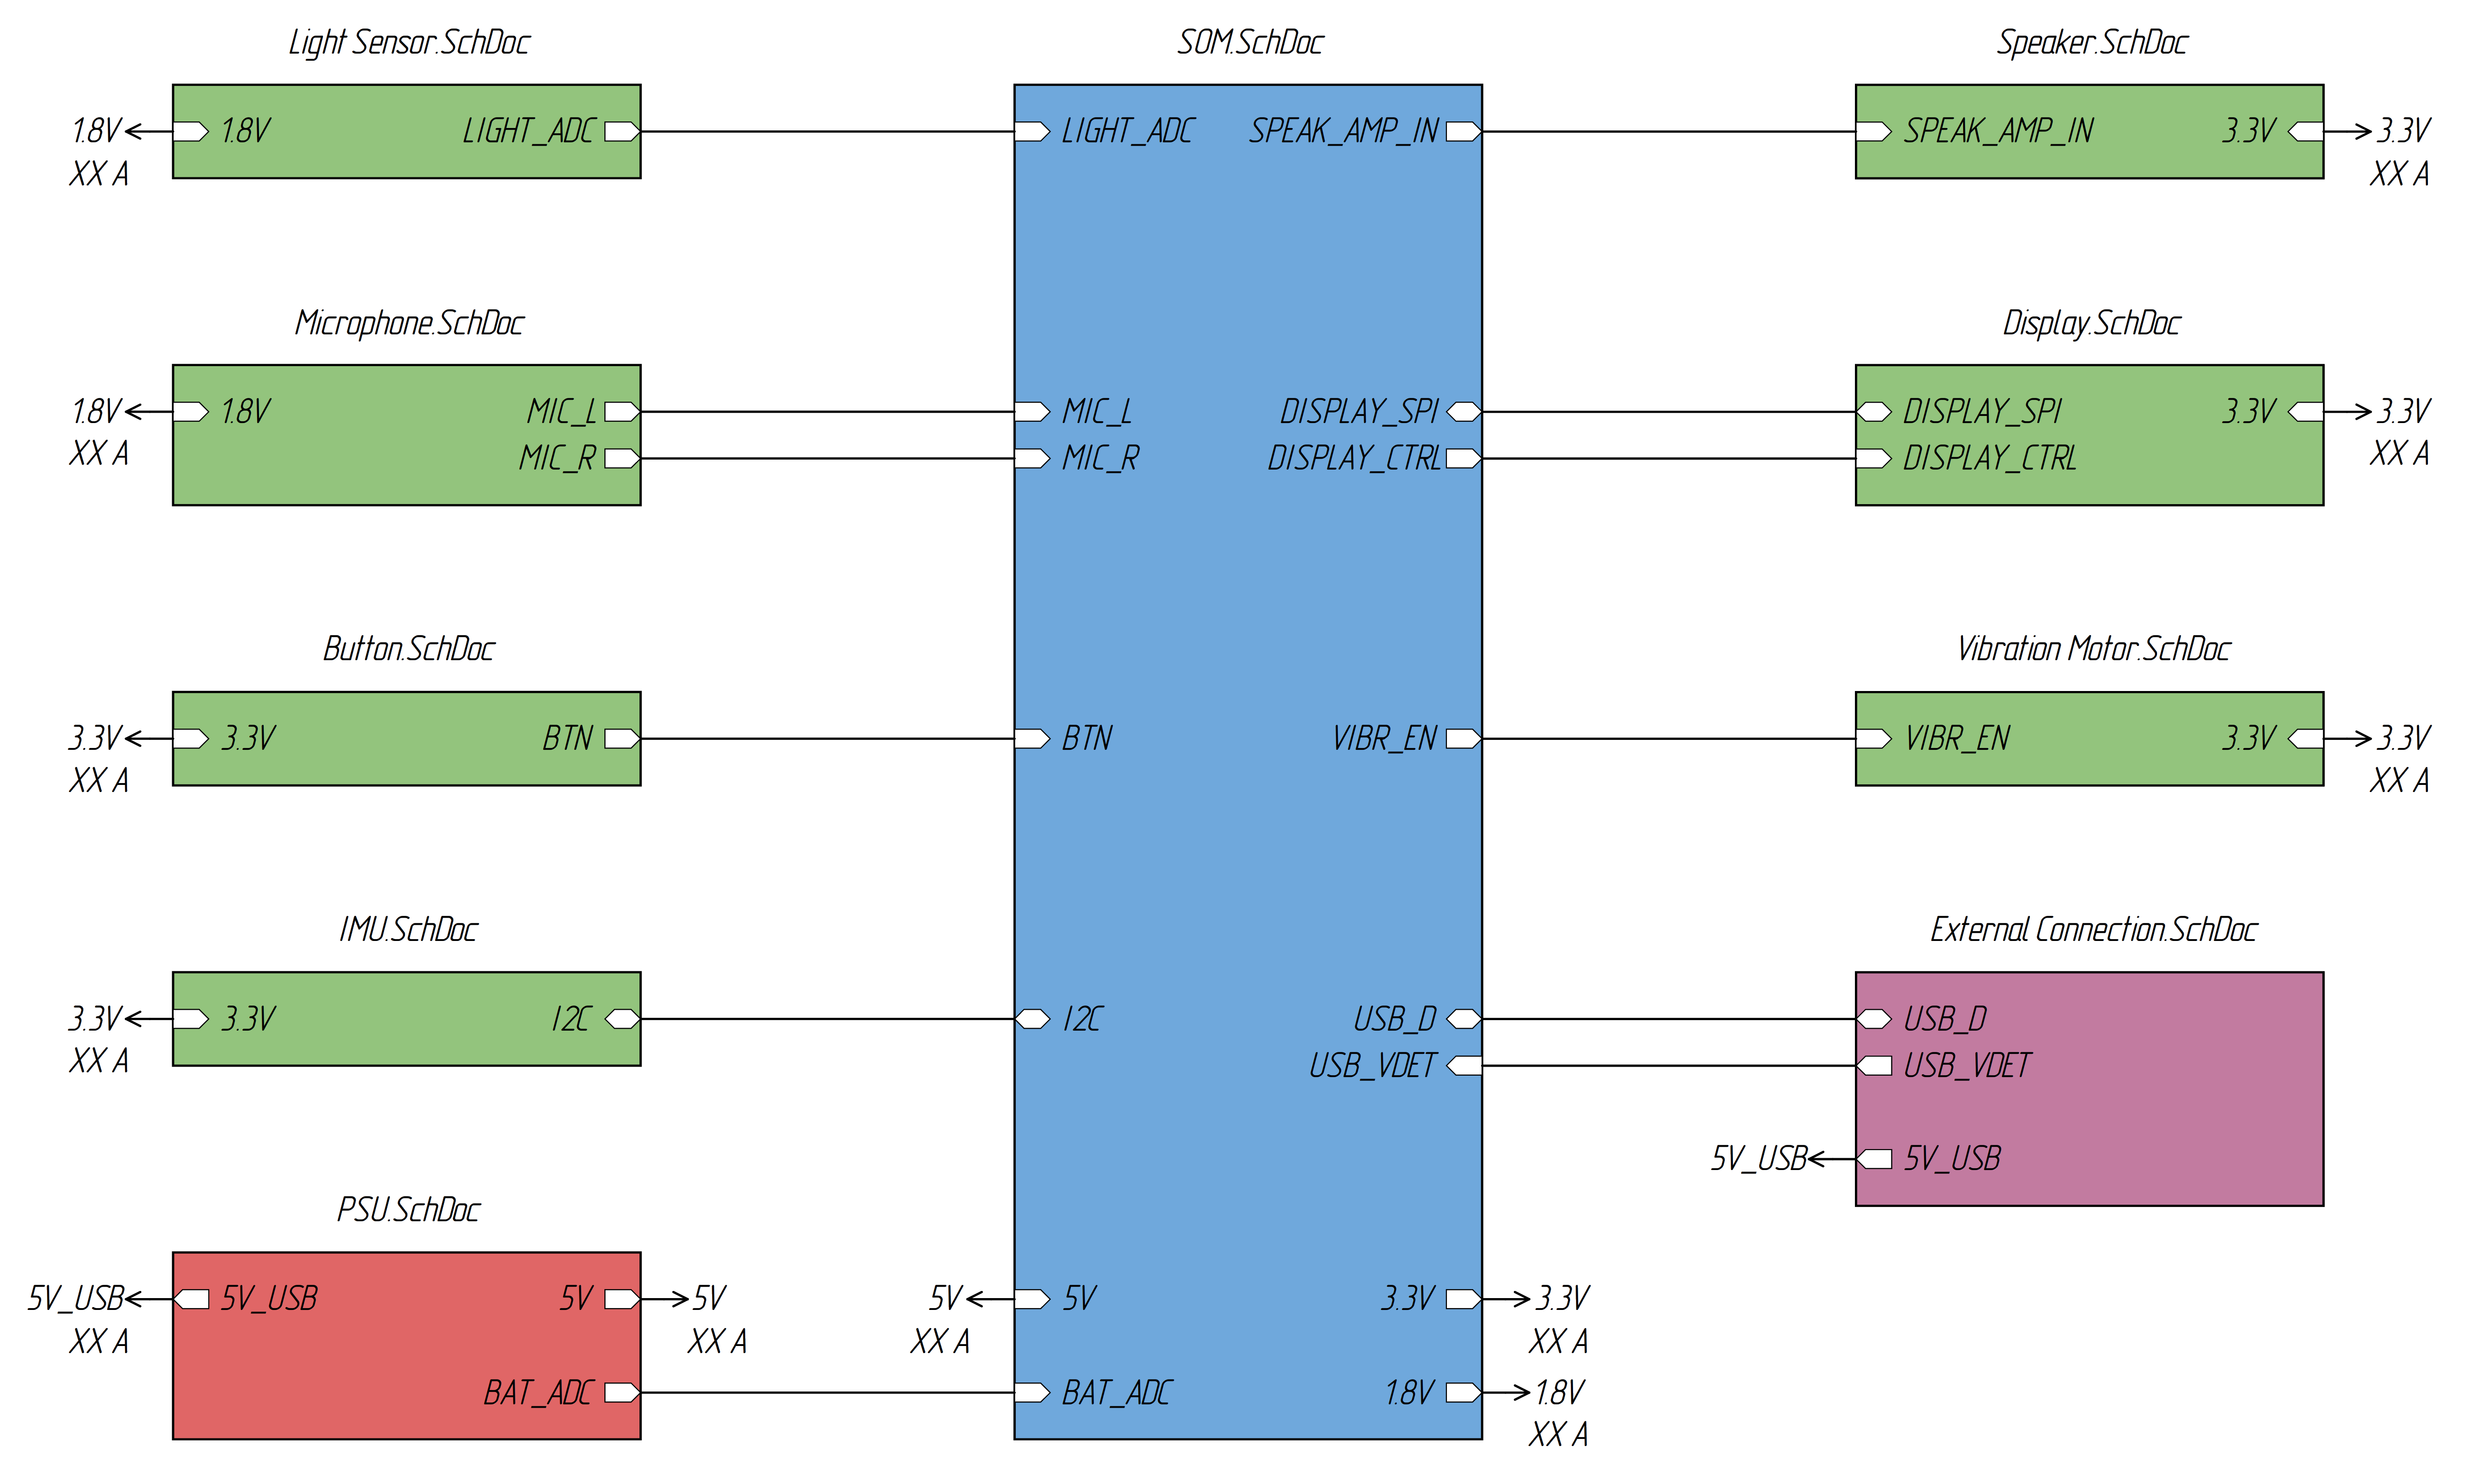 Light Sensor.SchDoc
1.8V
XX A
1.8V
LIGHT_ADC
Microphone.SchDoc
1.8V
XX A
1.8V
MIC_L
MIC_R
Button.SchDoc
3.3V
XX A
3.3V
BTN
IMU.SchDoc
3.3V
XX A
3.3V
I2C
PSU.SchDoc
5V_USB
XX A
5V_USB
5V
BAT_ADC
5V
XX A
SOM.SchDoc
LIGHT_ADC
SPEAK_AMP_IN
MIC_L
DISPLAY_SPI
MIC_R
DISPLAY_CTRL
BTN
VIBR_EN
I2C
USB_D
USB_VDET
5V
XX A
5V
3.3V
BAT_ADC
1.8V
3.3V
XX A
1.8V
XX A
Speaker.SchDoc
SPEAK_AMP_IN
3.3V
3.3V
XX A
Display.SchDoc
DISPLAY_SPI
3.3V
DISPLAY_CTRL
3.3V
XX A
Vibration Motor.SchDoc
VIBR_EN
3.3V
3.3V
XX A
External Connection.SchDoc
USB_D
USB_VDET
5V_USB
5V_USB